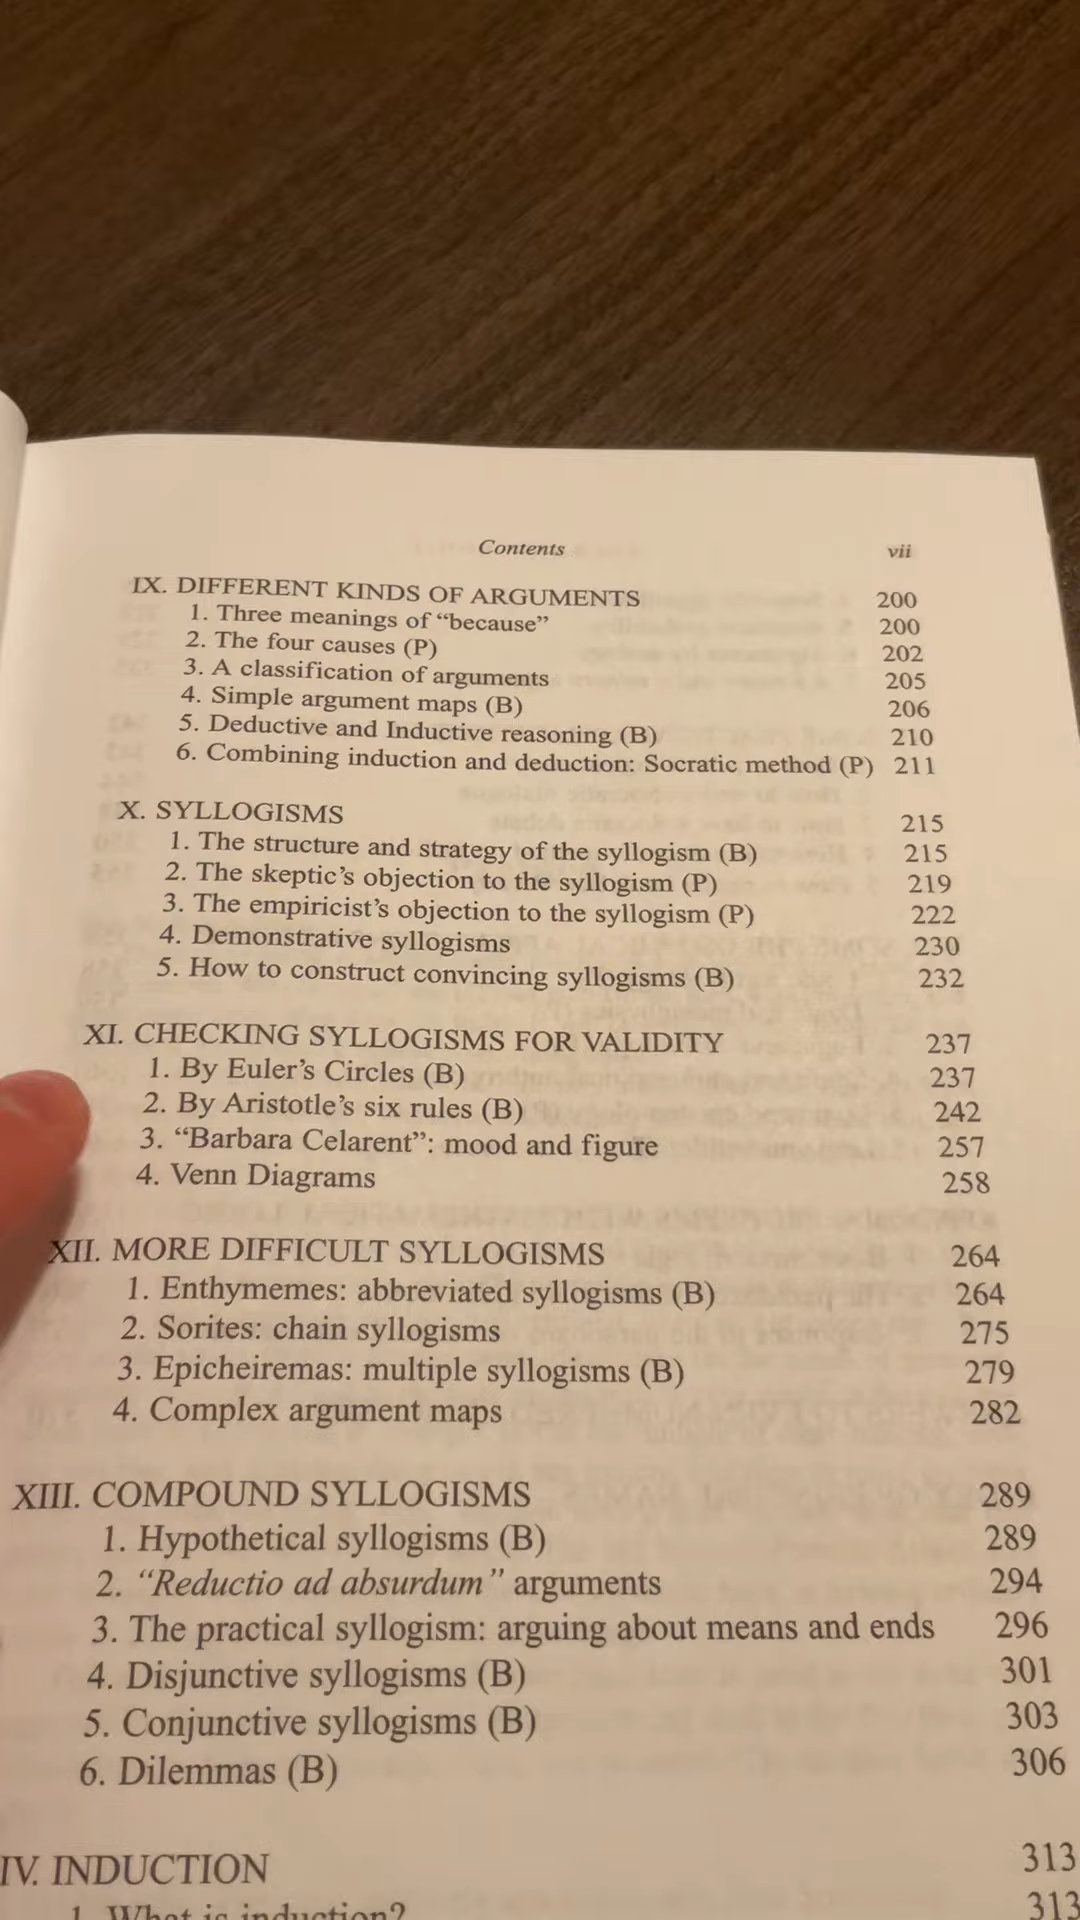 Contents vii
IX. DIFFERENT KINDS OF ARGUMENTS 200
1. Three meanings of “because” 200
2. The four causes (P) 202
3. A classification of arguments 205
4. Simple argument maps (B) 206
5. Deductive and Inductive reasoning (B) 210
6. Combining induction and deduction: Socratic method (P) 211
X. SYLLOGISMS 215
1. The structure and strategy of the syllogism (B) 215
2. The skeptic’s objection to the syllogism (P) 219
3. The empiricist’s objection to the syllogism (P) 222
4. Demonstrative syllogisms 230
5. How to construct convincing syllogisms (B) 232
XI. CHECKING SYLLOGISMS FOR VALIDITY 237
1. By Euler’s Circles (B) 237
2. By Aristotle’s six rules (B) 242
3. “Barbara Celarent”: mood and figure 257
4. Venn Diagrams 258
XII. MORE DIFFICULT SYLLOGISMS 264
1. Enthymemes: abbreviated syllogisms (B) 264
2. Sorites: chain syllogisms 275
3. Epicheiremas: multiple syllogisms (B) 279
4. Complex argument maps 282
XIII. COMPOUND SYLLOGISMS 289
1. Hypothetical syllogisms (B) 289
2. “Reductio ad absurdum” arguments 294
3. The practical syllogism: arguing about means and ends 296
4. Disjunctive syllogisms (B) 301
5. Conjunctive syllogisms (B) 303
6. Dilemmas (B) 306
IV. INDUCTION 313
1. What is induction? 313